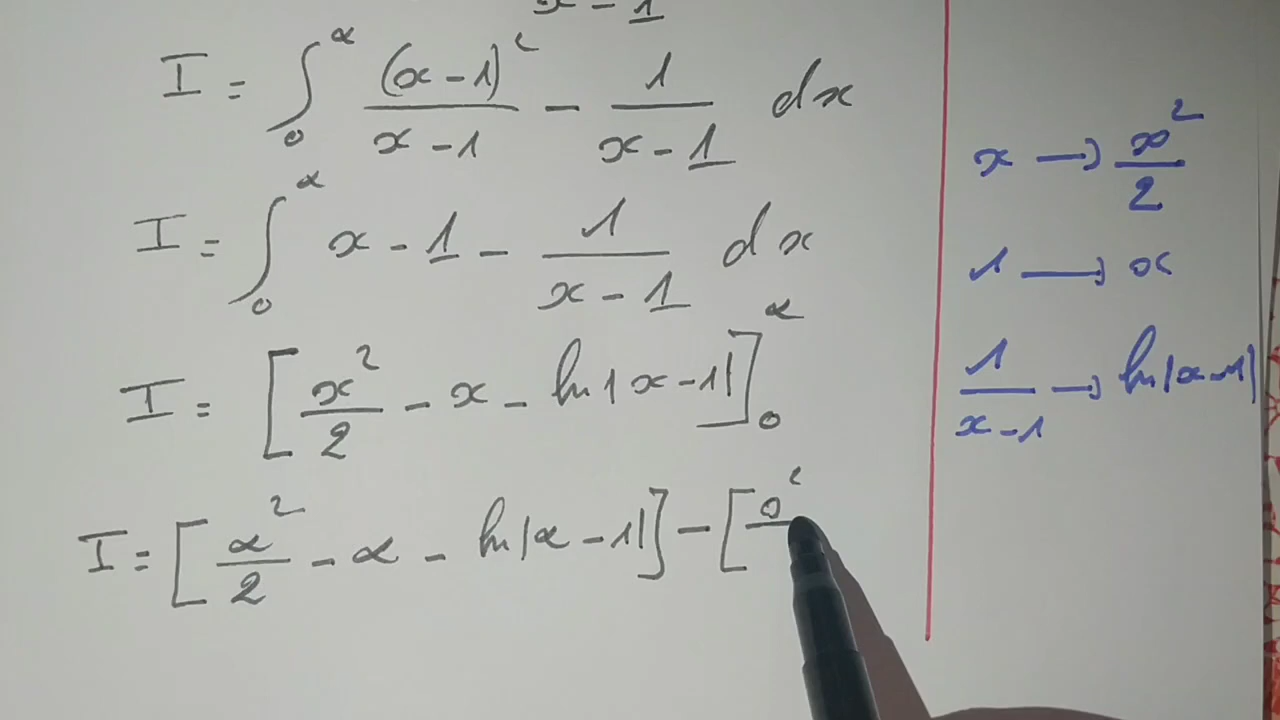 x - 1
I = ∫₀^α (x-1)²/(x-1) - 1/(x-1) dx
I = ∫₀^α x - 1 - 1/(x-1) dx
I = [x²/2 - x - ln|x-1|]₀^α
I = [α²/2 - α - ln|α-1|] - [0²
x → x²/2
1 → x
1/(x-1) → ln|x-1|